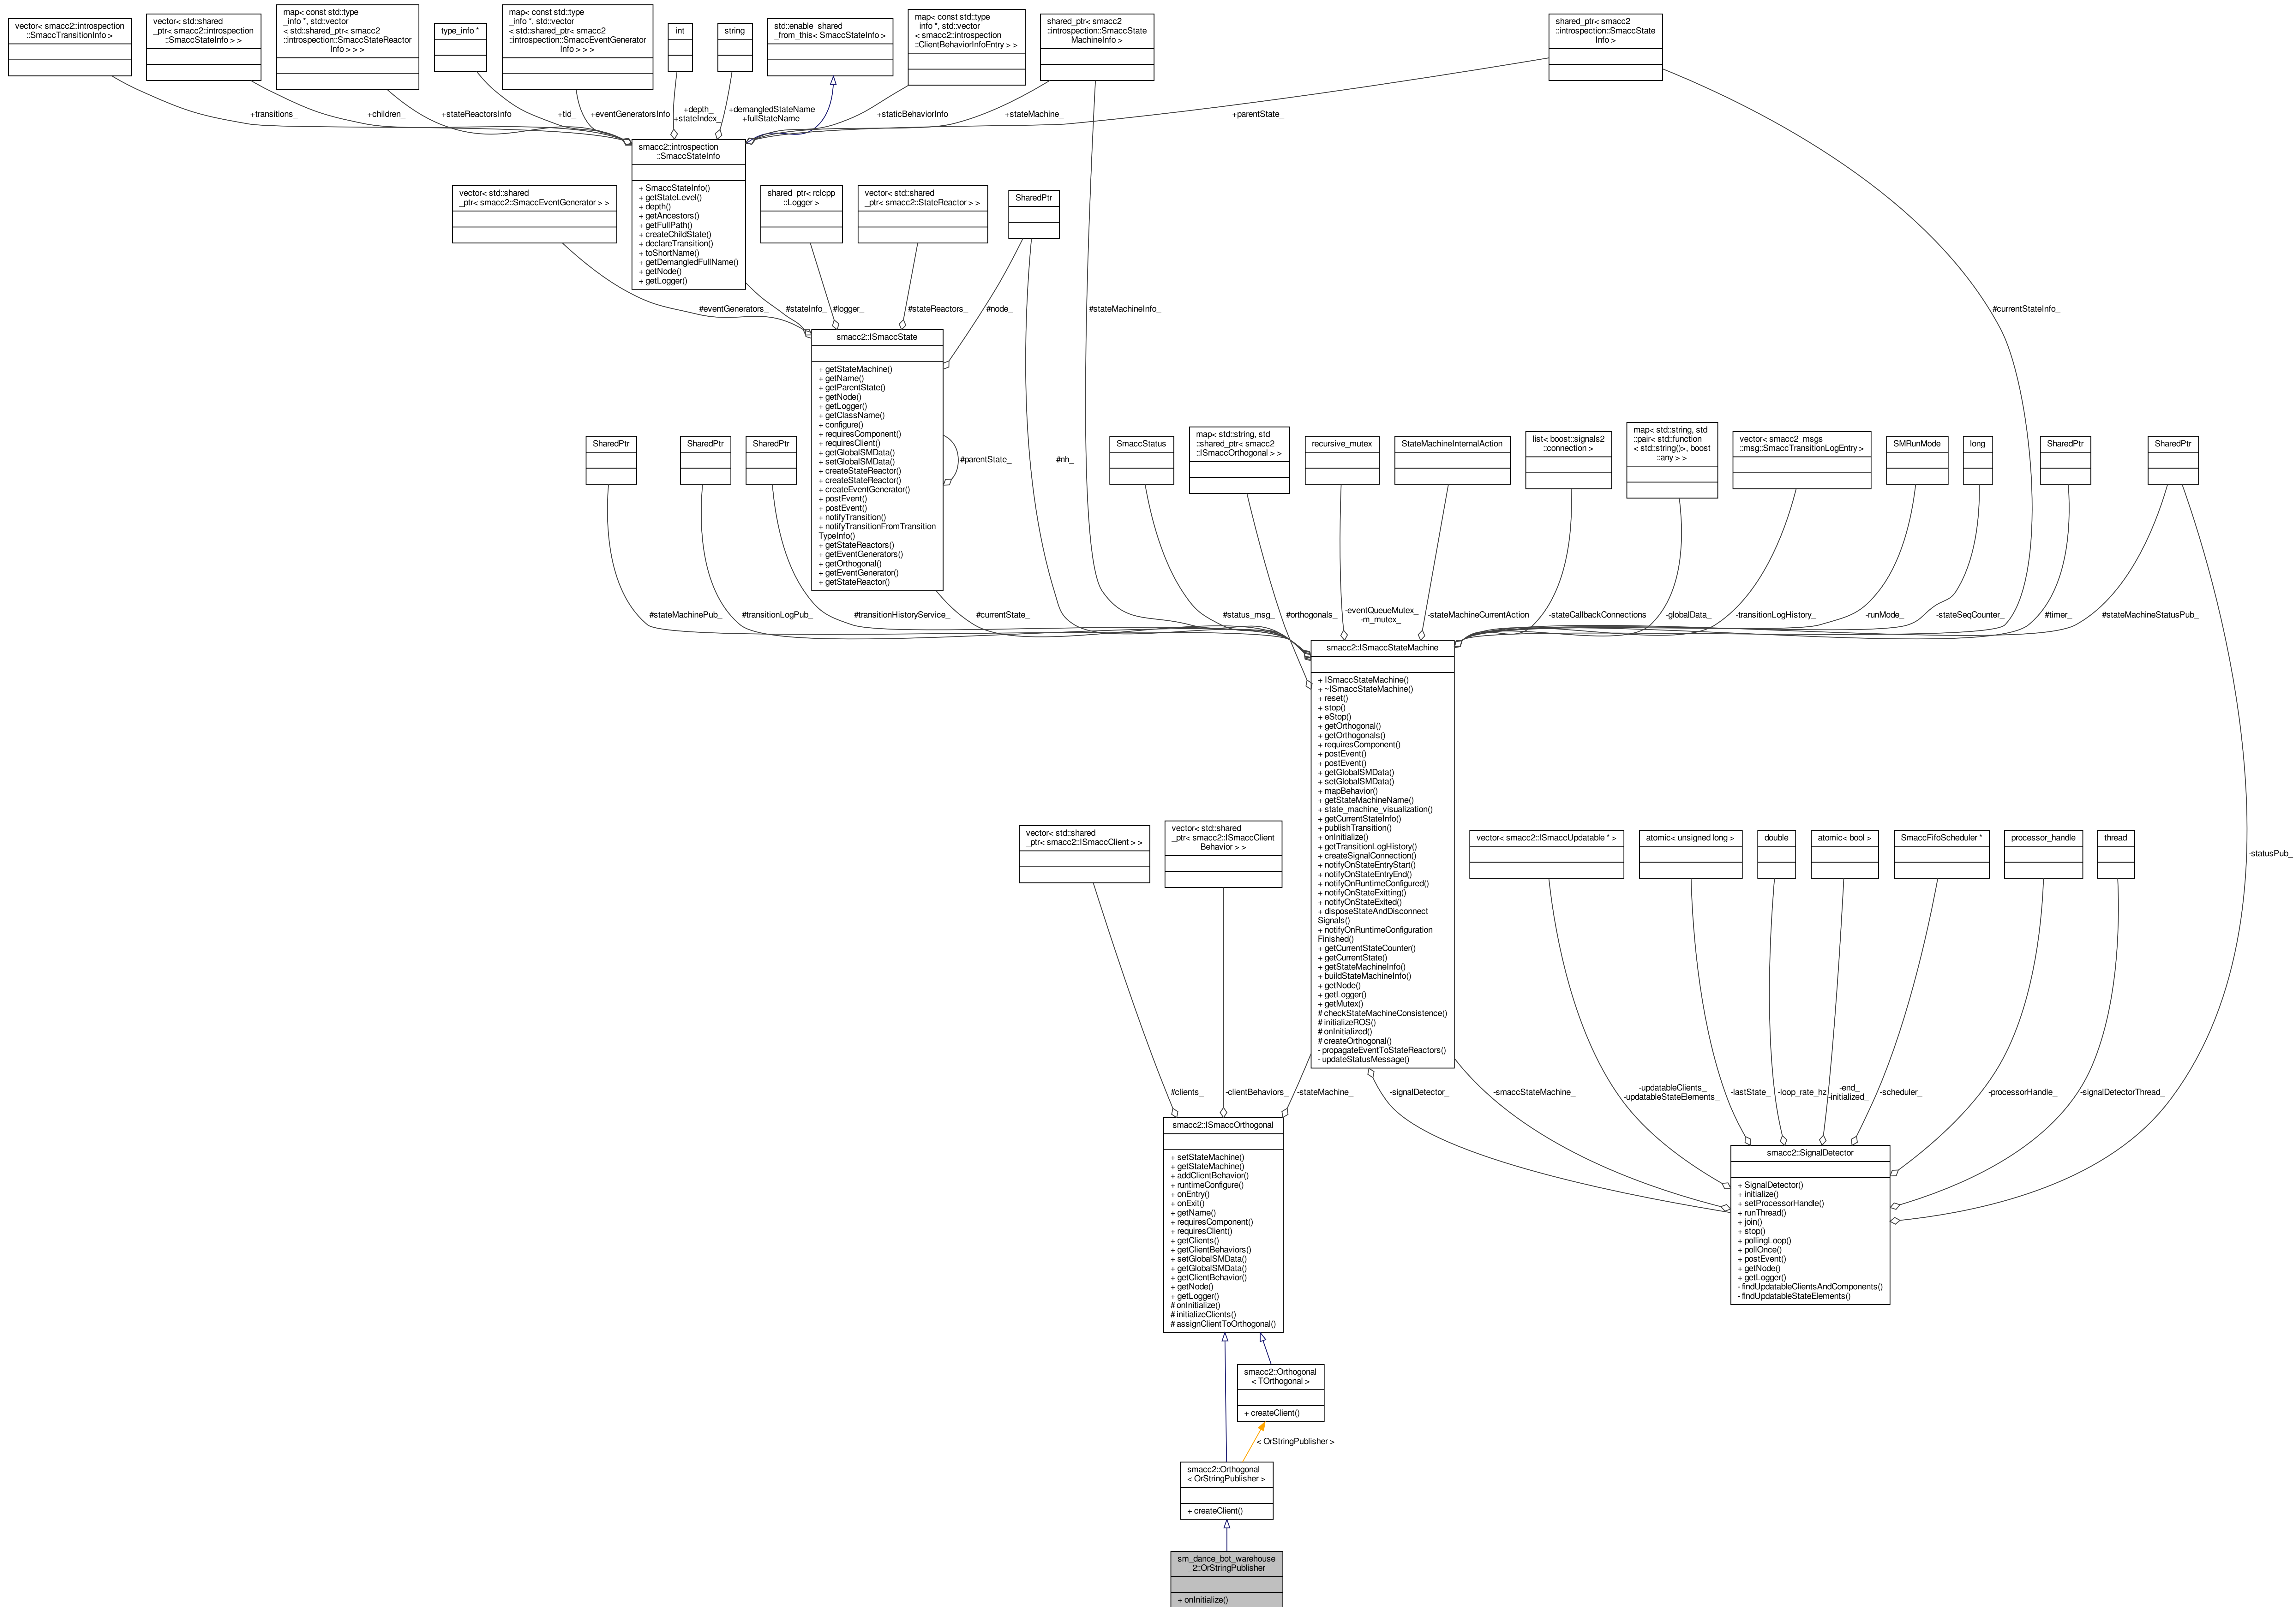 vector< smacc2::introspection
::SmaccTransitionInfo >
vector< std::shared
_ptr< smacc2::introspection
::SmaccStateInfo > >
map< const std::type
_info *, std::vector
< std::shared_ptr< smacc2
::introspection::SmaccStateReactor
Info > > >
type_info *
map< const std::type
_info *, std::vector
< std::shared_ptr< smacc2
::introspection::SmaccEventGenerator
Info > > >
int
string
std::enable_shared
_from_this< SmaccStateInfo >
map< const std::type
_info *, std::vector
< smacc2::introspection
::ClientBehaviorInfoEntry > >
shared_ptr< smacc2
::introspection::SmaccState
MachineInfo >
shared_ptr< smacc2
::introspection::SmaccState
Info >
+transitions_
+children_
+stateReactorsInfo
+tid_
+eventGeneratorsInfo
+depth_
+stateIndex_
+demangledStateName
+fullStateName
+staticBehaviorInfo
+stateMachine_
+parentState_
smacc2::introspection
::SmaccStateInfo
+ SmaccStateInfo()
+ getStateLevel()
+ depth()
+ getAncestors()
+ getFullPath()
+ createChildState()
+ declareTransition()
+ toShortName()
+ getDemangledFullName()
+ getNode()
+ getLogger()
vector< std::shared
_ptr< smacc2::SmaccEventGenerator > >
shared_ptr< rclcpp
::Logger >
vector< std::shared
_ptr< smacc2::StateReactor > >
SharedPtr
#eventGenerators_
#stateInfo_
#logger_
#stateReactors_
#node_
#stateMachineInfo_
#currentStateInfo_
smacc2::ISmaccState
+ getStateMachine()
+ getName()
+ getParentState()
+ getNode()
+ getLogger()
+ getClassName()
+ configure()
+ requiresComponent()
+ requiresClient()
+ getGlobalSMData()
+ setGlobalSMData()
+ createStateReactor()
+ createStateReactor()
+ createEventGenerator()
+ postEvent()
+ postEvent()
+ notifyTransition()
+ notifyTransitionFromTransition
TypeInfo()
+ getStateReactors()
+ getEventGenerators()
+ getOrthogonal()
+ getEventGenerator()
+ getStateReactor()
#parentState_
#nh_
SharedPtr
SharedPtr
SharedPtr
SmaccStatus
map< std::string, std
::shared_ptr< smacc2
::ISmaccOrthogonal > >
recursive_mutex
StateMachineInternalAction
list< boost::signals2
::connection >
map< std::string, std
::pair< std::function
< std::string()>, boost
::any > >
vector< smacc2_msgs
::msg::SmaccTransitionLogEntry >
SMRunMode
long
SharedPtr
SharedPtr
#stateMachinePub_
#transitionLogPub_
#transitionHistoryService_
#currentState_
#status_msg_
#orthogonals_
-eventQueueMutex_
-m_mutex_
-stateMachineCurrentAction
-stateCallbackConnections
-globalData_
-transitionLogHistory_
-runMode_
-stateSeqCounter_
#timer_
#stateMachineStatusPub_
smacc2::ISmaccStateMachine
+ ISmaccStateMachine()
+ ~ISmaccStateMachine()
+ reset()
+ stop()
+ eStop()
+ getOrthogonal()
+ getOrthogonals()
+ requiresComponent()
+ postEvent()
+ postEvent()
+ getGlobalSMData()
+ setGlobalSMData()
+ mapBehavior()
+ getStateMachineName()
+ state_machine_visualization()
+ getCurrentStateInfo()
+ publishTransition()
+ onInitialize()
+ getTransitionLogHistory()
+ createSignalConnection()
+ notifyOnStateEntryStart()
+ notifyOnStateEntryEnd()
+ notifyOnRuntimeConfigured()
+ notifyOnStateExitting()
+ notifyOnStateExited()
+ disposeStateAndDisconnect
Signals()
+ notifyOnRuntimeConfiguration
Finished()
+ getCurrentStateCounter()
+ getCurrentState()
+ getStateMachineInfo()
+ buildStateMachineInfo()
+ getNode()
+ getLogger()
+ getMutex()
# checkStateMachineConsistence()
# initializeROS()
# onInitialized()
# createOrthogonal()
- propagateEventToStateReactors()
- updateStatusMessage()
vector< std::shared
_ptr< smacc2::ISmaccClient > >
vector< std::shared
_ptr< smacc2::ISmaccClient
Behavior > >
vector< smacc2::ISmaccUpdatable * >
atomic< unsigned long >
double
atomic< bool >
SmaccFifoScheduler *
processor_handle
thread
-statusPub_
#clients_
-clientBehaviors_
-stateMachine_
-signalDetector_
-smaccStateMachine_
-updatableClients_
-updatableStateElements_
-lastState_
-loop_rate_hz
-end_
-initialized_
-scheduler_
-processorHandle_
-signalDetectorThread_
smacc2::ISmaccOrthogonal
+ setStateMachine()
+ getStateMachine()
+ addClientBehavior()
+ runtimeConfigure()
+ onEntry()
+ onExit()
+ getName()
+ requiresComponent()
+ requiresClient()
+ getClients()
+ getClientBehaviors()
+ setGlobalSMData()
+ getGlobalSMData()
+ getClientBehavior()
+ getNode()
+ getLogger()
# onInitialize()
# initializeClients()
# assignClientToOrthogonal()
smacc2::SignalDetector
+ SignalDetector()
+ initialize()
+ setProcessorHandle()
+ runThread()
+ join()
+ stop()
+ pollingLoop()
+ pollOnce()
+ postEvent()
+ getNode()
+ getLogger()
- findUpdatableClientsAndComponents()
- findUpdatableStateElements()
smacc2::Orthogonal
< TOrthogonal >
+ createClient()
< OrStringPublisher >
smacc2::Orthogonal
< OrStringPublisher >
+ createClient()
sm_dance_bot_warehouse
_2::OrStringPublisher
+ onInitialize()